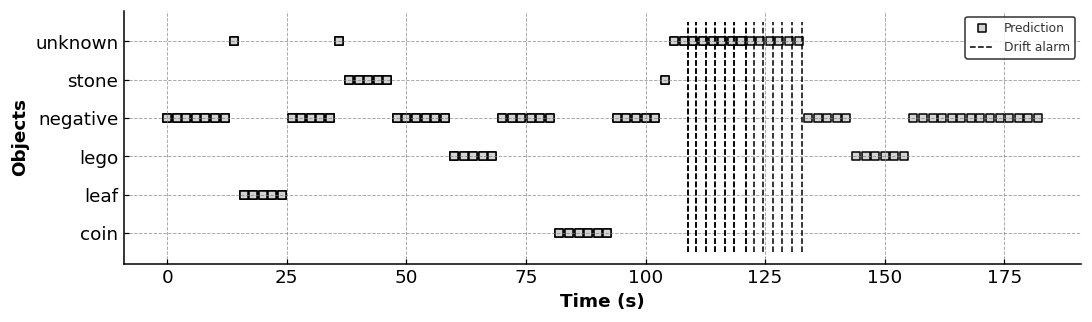 unknown
stone
negative
lego
leaf
coin
Objects
Prediction
Drift alarm
0 25 50 75 100 125 150 175
Time (s)